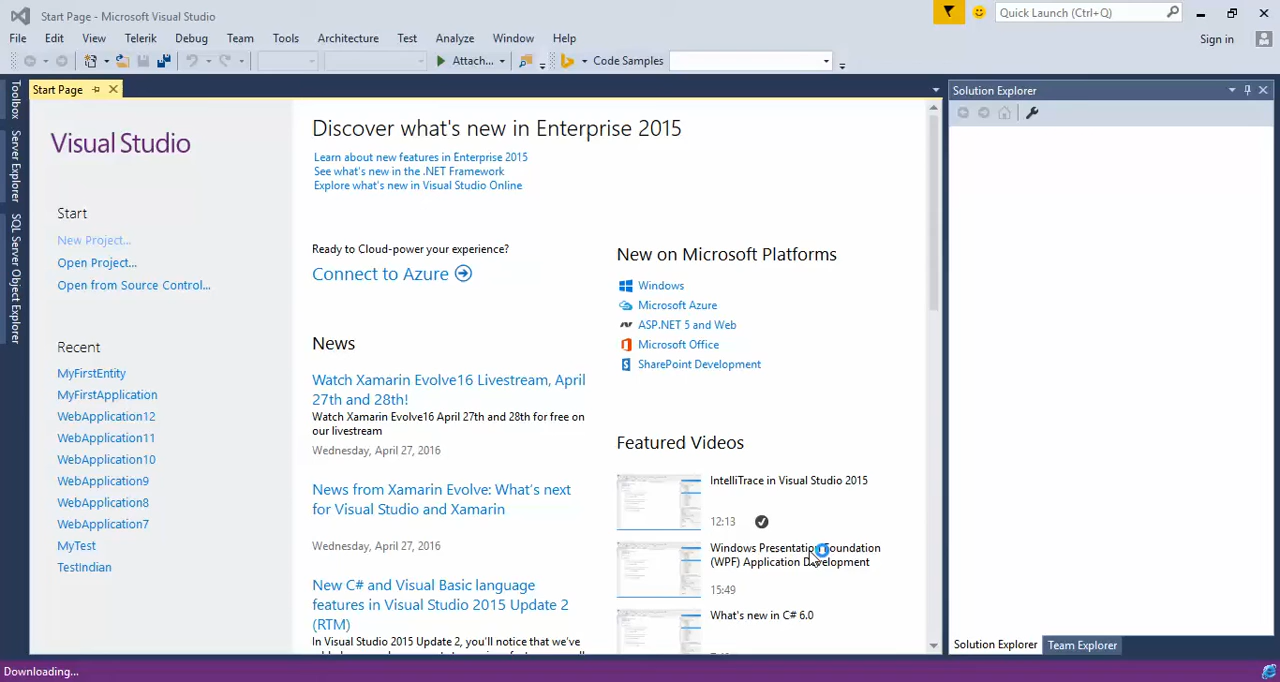 Start Page - Microsoft Visual Studio
Quick Launch (Ctrl+Q)
File Edit View Telerik Debug Team Tools Architecture Test Analyze Window Help
Sign in
Attach...
Code Samples
Toolbox
Server Explorer
SQL Server Object Explorer
Start Page
Visual Studio
Start
New Project...
Open Project...
Open from Source Control...
Recent
MyFirstEntity
MyFirstApplication
WebApplication12
WebApplication11
WebApplication10
WebApplication9
WebApplication8
WebApplication7
MyTest
TestIndian
Discover what's new in Enterprise 2015
Learn about new features in Enterprise 2015
See what's new in the .NET Framework
Explore what's new in Visual Studio Online
Ready to Cloud-power your experience?
Connect to Azure
News
Watch Xamarin Evolve16 Livestream, April
27th and 28th!
Watch Xamarin Evolve16 April 27th and 28th for free on
our livestream
Wednesday, April 27, 2016
News from Xamarin Evolve: What's next
for Visual Studio and Xamarin
Wednesday, April 27, 2016
New C# and Visual Basic language
features in Visual Studio 2015 Update 2
(RTM)
In Visual Studio 2015 Update 2, you'll notice that we've
New on Microsoft Platforms
Windows
Microsoft Azure
ASP.NET 5 and Web
Microsoft Office
SharePoint Development
Featured Videos
IntelliTrace in Visual Studio 2015
12:13
Windows Presentation Foundation
(WPF) Application Development
15:49
What's new in C# 6.0
Solution Explorer
Solution Explorer
Team Explorer
Downloading...